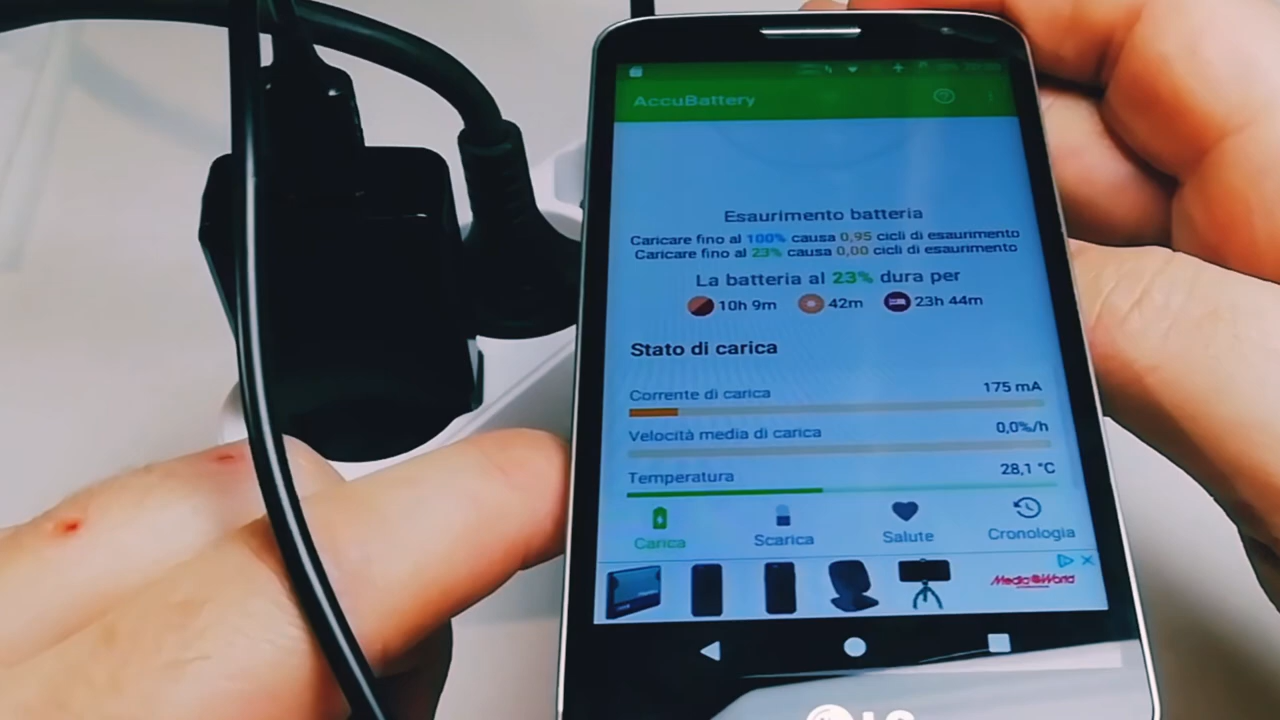 AccuBattery
Esaurimento batteria
Caricare fino al 100% causa 0,95 cicli di esaurimento
Caricare fino al 23% causa 0,00 cicli di esaurimento
La batteria al 23% dura per
10h 9m 42m 23h 44m
Stato di carica
Corrente di carica 175 mA
Velocità media di carica 0,0%/h
Temperatura 28,1 °C
Carica Scarica Salute Cronologia
MediaWorld
LG